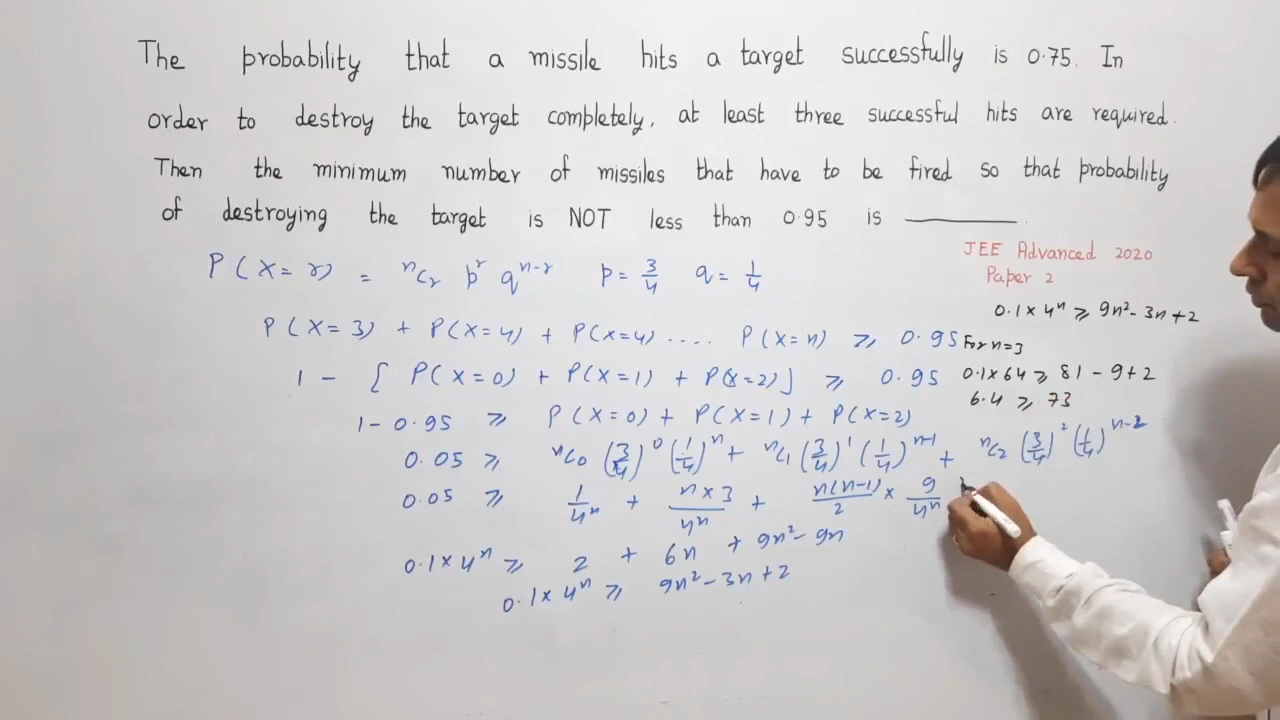 The probability that a missile hits a target successfully is 0.75. In
order to destroy the target completely, at least three successful hits are required.
Then the minimum number of missiles that have to be fired so that probability
of destroying the target is NOT less than 0.95 is ________.
JEE Advanced 2020
Paper 2
P(X=r) = ⁿCᵣ pʳ qⁿ⁻ʳ p = 3/4 q = 1/4
P(X=3) + P(X=4) + P(X=4) .... P(X=n) ⩾ 0.95
1 - [P(X=0) + P(X=1) + P(X=2)] ⩾ 0.95
1-0.95 ⩾ P(X=0) + P(X=1) + P(X=2)
0.05 ⩾ ⁿC₀ (3/4)⁰ (1/4)ⁿ + ⁿC₁ (3/4)¹ (1/4)ⁿ⁻¹ + ⁿC₂ (3/4)² (1/4)ⁿ⁻²
0.05 ⩾ 1/4ⁿ + n×3/4ⁿ + n(n-1)/2 × 9/4ⁿ
0.1×4ⁿ ⩾ 2 + 6n + 9n²-9n
0.1×4ⁿ ⩾ 9n²-3n+2
0.1×4ⁿ ⩾ 9n²-3n+2
For n=3
0.1×64 ⩾ 81-9+2
6.4 ⩾ 73